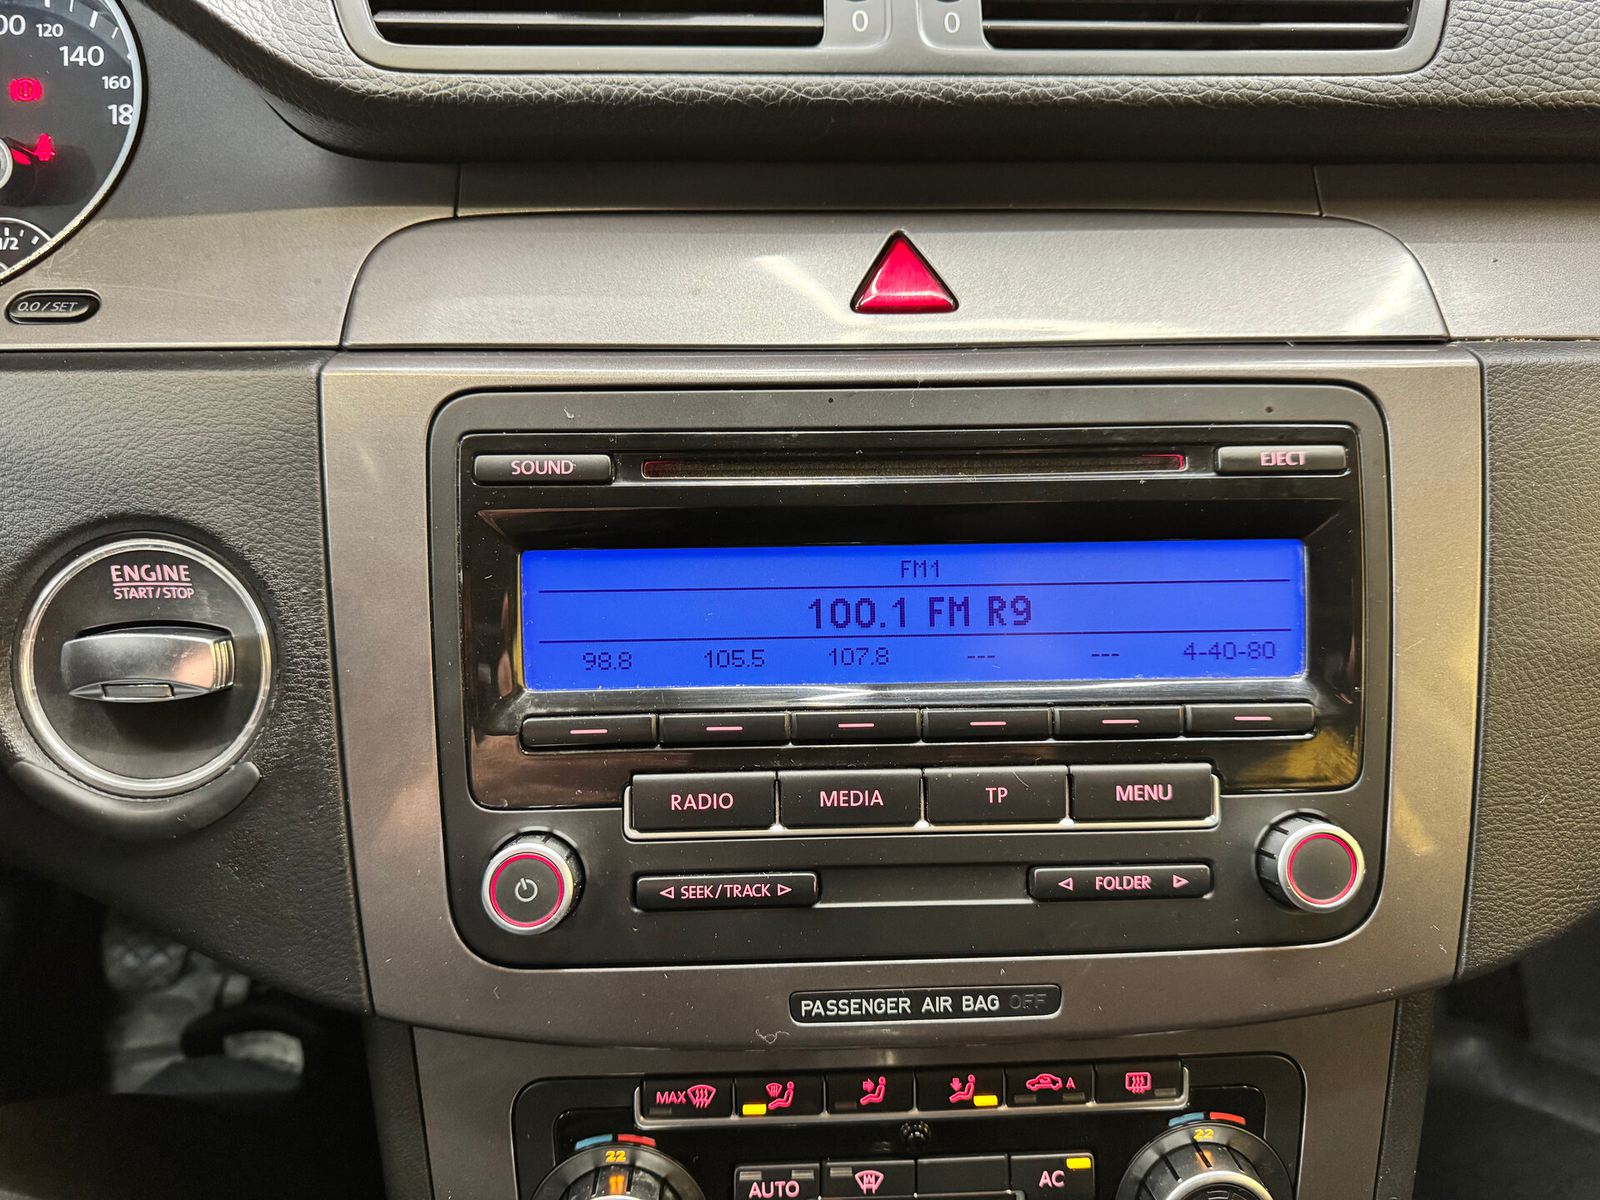 0
0
120
140
160
0.0/SET
SOUND
EJECT
FM1
100.1 FM R9
98.8 105.5 107.8 --- --- 4-40-80
ENGINE
START/STOP
RADIO MEDIA TP MENU
◁ SEEK/TRACK ▷
◁ FOLDER ▷
PASSENGER AIR BAG OFF
MAX
A
22
22
AUTO
AC